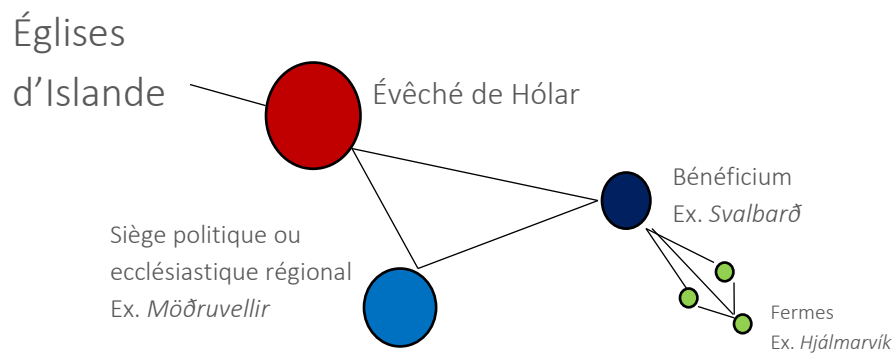 Églises
d’Islande
Évêché de Hólar
Bénéficium
Ex. Svalbarð
Siège politique ou
ecclésiastique régional
Ex. Möðruvellir
Fermes
Ex. Hjálmarvík